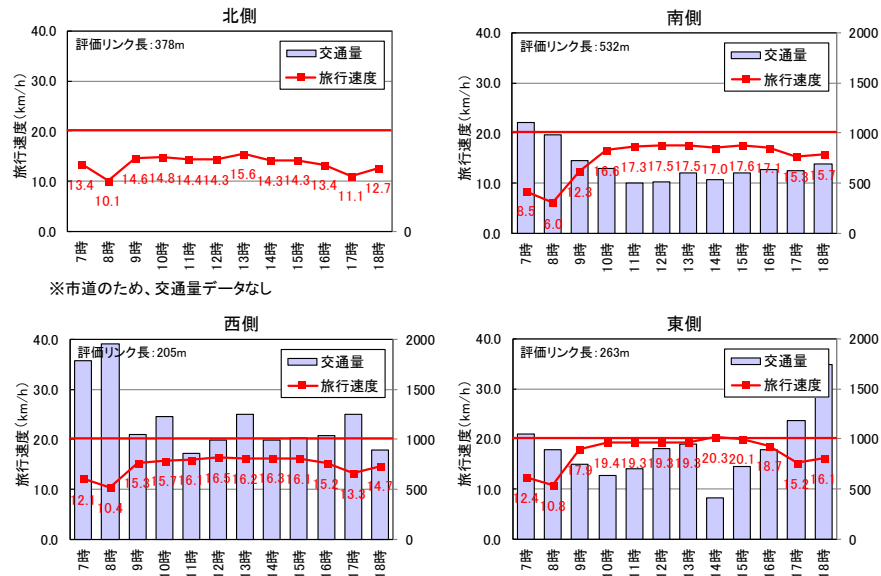 北側
40.0
30.0
20.0
10.0
0.0
旅行速度(km/h)
評価リンク長:378m
交通量
旅行速度
13.4 10.1 14.6 14.8 14.4 14.3 15.6 14.3 14.3 13.4 11.1 12.7
0
7時 8時 9時 10時 11時 12時 13時 14時 15時 16時 17時 18時
※市道のため、交通量データなし
南側
40.0
30.0
20.0
10.0
0.0
旅行速度(km/h)
評価リンク長:532m
交通量
旅行速度
8.5 6.0 12.3 16.6 17.3 17.5 17.5 17.0 17.6 17.1 15.3 15.7
2000
1500
1000
500
0
7時 8時 9時 10時 11時 12時 13時 14時 15時 16時 17時 18時
西側
40.0
30.0
20.0
10.0
0.0
旅行速度(km/h)
評価リンク長:205m
交通量
旅行速度
12.1 10.4 15.3 15.7 16.1 16.5 16.2 16.3 16.1 15.2 13.3 14.7
2000
1500
1000
500
0
7時 8時 9時 10時 11時 12時 13時 14時 15時 16時 17時 18時
東側
40.0
30.0
20.0
10.0
0.0
旅行速度(km/h)
評価リンク長:263m
交通量
旅行速度
12.4 10.8 17.9 19.4 19.3 19.3 19.3 20.3 20.1 18.7 15.2 16.1
2000
1500
1000
500
0
7時 8時 9時 10時 11時 12時 13時 14時 15時 16時 17時 18時